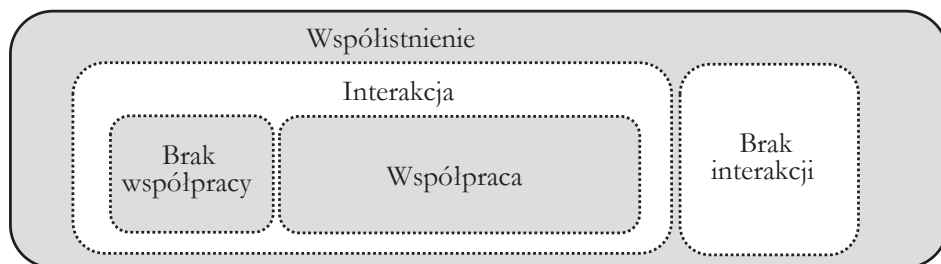 Współistnienie
Interakcja
Brak
współpracy
Współpraca
Brak
interakcji